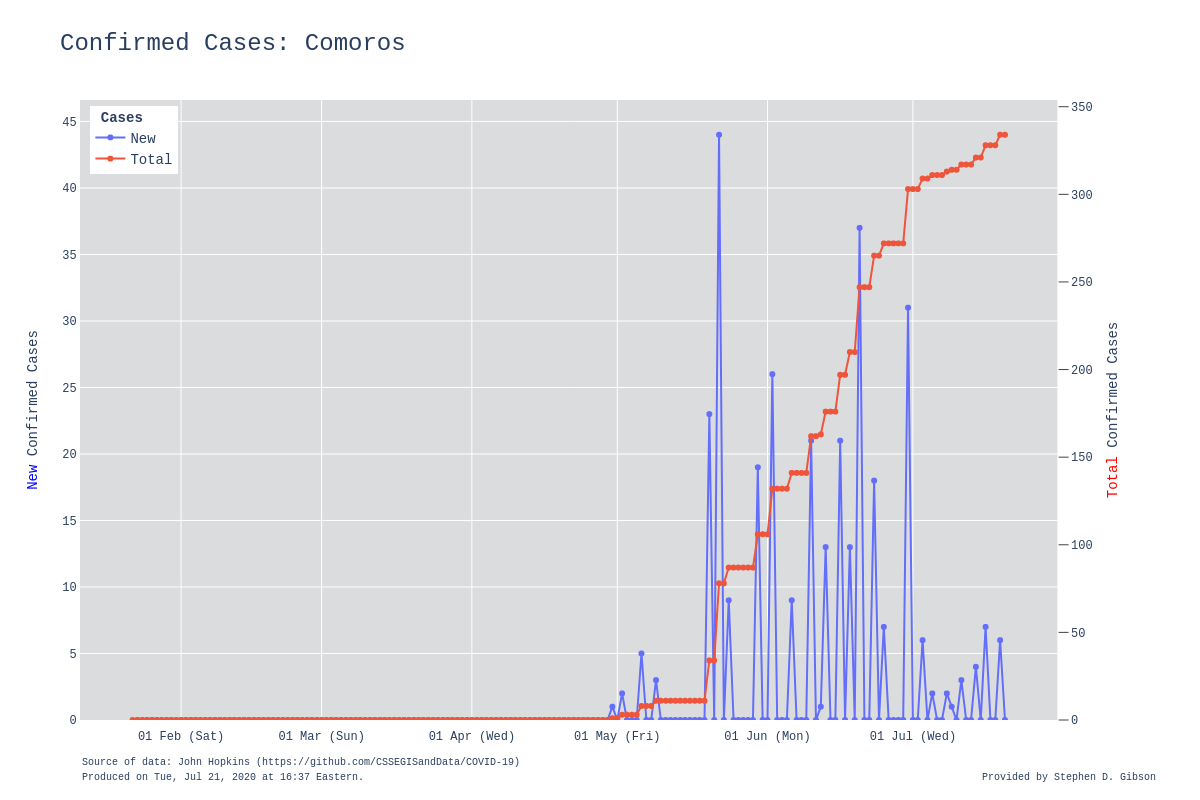 Confirmed Cases: Comoros
Cases
New
Total
45
40
35
30
25
20
15
10
5
0
350
300
250
200
150
100
50
0
New Confirmed Cases
Total Confirmed Cases
01 Feb (Sat)
01 Mar (Sun)
01 Apr (Wed)
01 May (Fri)
01 Jun (Mon)
01 Jul (Wed)
Source of data: John Hopkins (https://github.com/CSSEGISandData/COVID-19)
Produced on Tue, Jul 21, 2020 at 16:37 Eastern.
Provided by Stephen D. Gibson